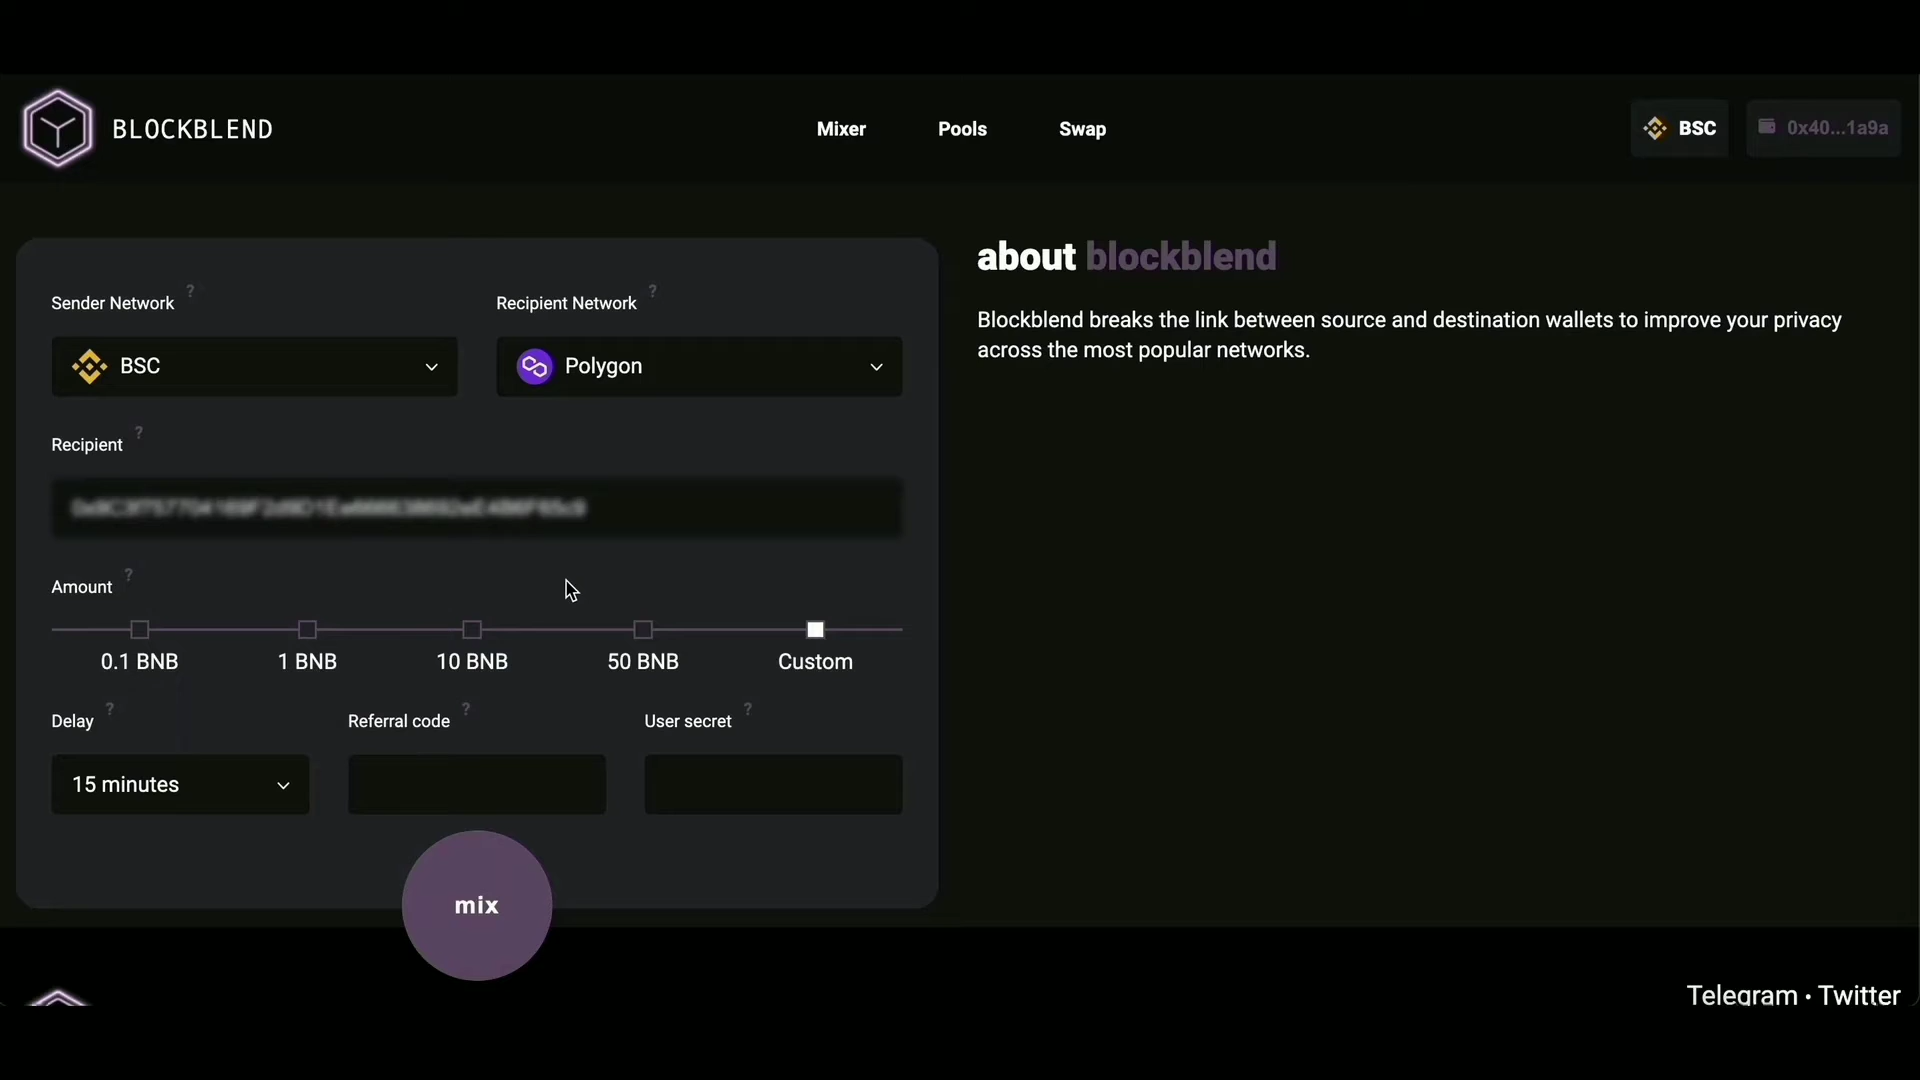 BLOCKBLEND
Mixer
Pools
Swap
BSC
0x40...1a9a
Sender Network ?
Recipient Network ?
BSC
Polygon
Recipient ?
Amount ?
0.1 BNB
1 BNB
10 BNB
50 BNB
Custom
Delay ?
Referral code ?
User secret ?
15 minutes
mix
about blockblend
Blockblend breaks the link between source and destination wallets to improve your privacy
across the most popular networks.
Telegram • Twitter